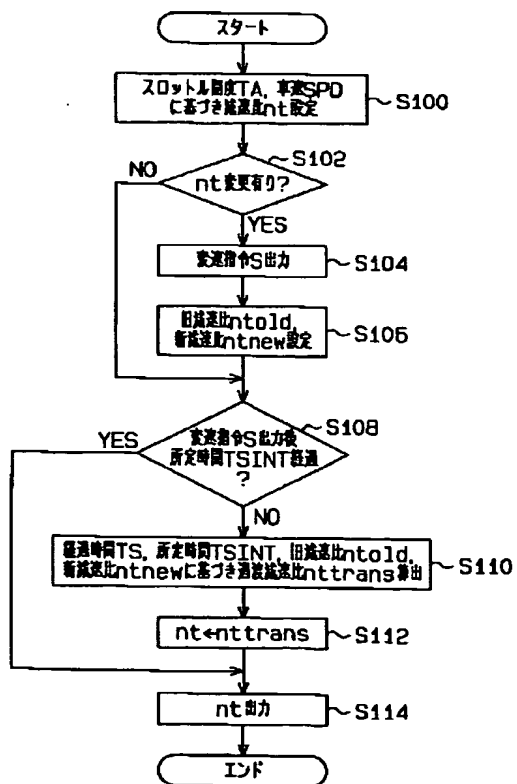 スタート
スロットル開度TA, 車速SPD
に基づき減速比nt設定
S100
S102
NO
nt変更有り?
YES
変速指令S出力
S104
旧減速比ntold,
新減速比ntnew設定
S106
S108
YES
変速指令S出力後
所定時間TSINT経過
?
NO
経過時間TS, 所定時間TSINT, 旧減速比ntold,
新減速比ntnewに基づき過渡減速比nttrans算出
S110
nt←nttrans
S112
nt出力
S114
エンド